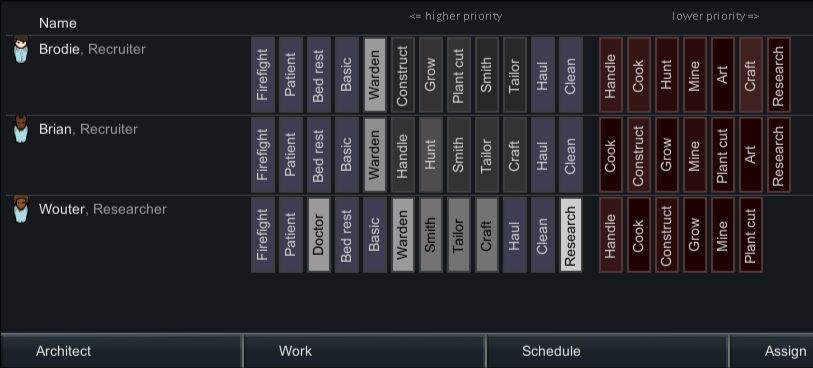 Name <= higher priority lower priority =>
Brodie, Recruiter Firefight Patient Bed rest Basic Warden Construct Grow Plant cut Smith Tailor Haul Clean Handle Cook Hunt Mine Art Craft Research
Brian, Recruiter Firefight Patient Bed rest Basic Warden Handle Hunt Smith Tailor Craft Haul Clean Cook Construct Grow Mine Plant cut Art Research
Wouter, Researcher Firefight Patient Doctor Bed rest Basic Warden Smith Tailor Craft Haul Clean Research Handle Cook Construct Grow Mine Plant cut
Architect Work Schedule Assign